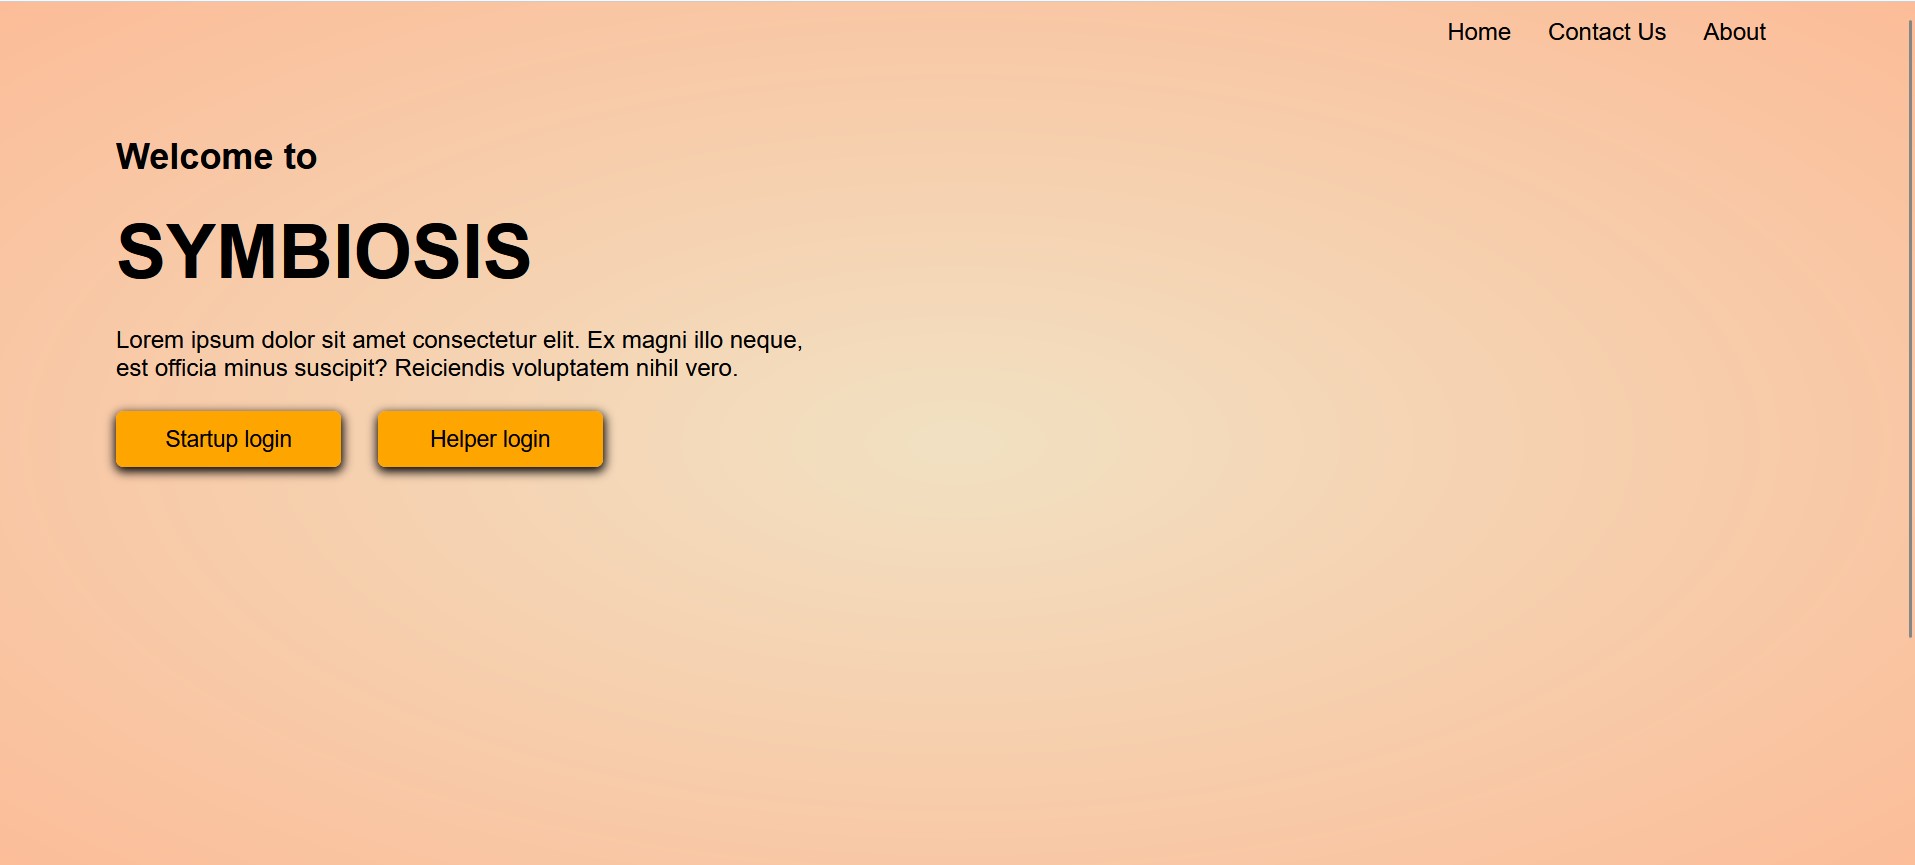 Home Contact Us About
Welcome to
SYMBIOSIS
Lorem ipsum dolor sit amet consectetur elit. Ex magni illo neque,
est officia minus suscipit? Reiciendis voluptatem nihil vero.
Startup login Helper login